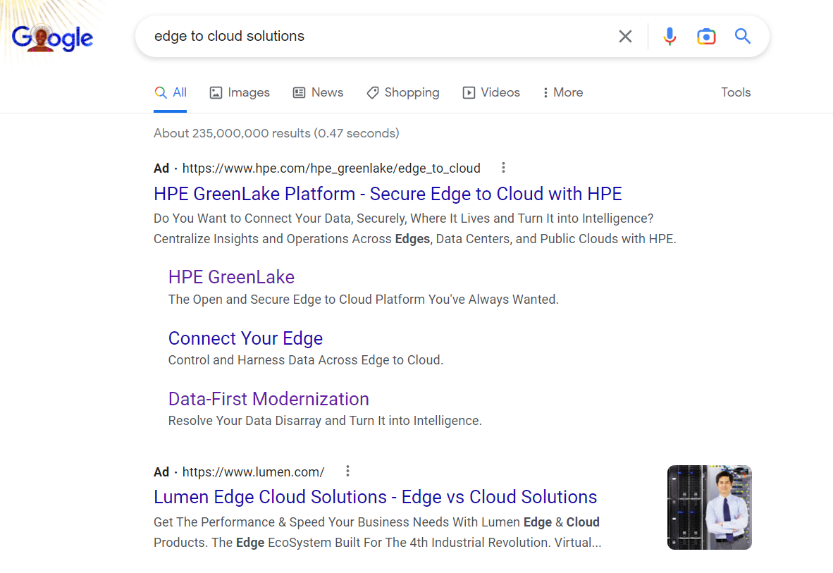 Google
edge to cloud solutions
All Images News Shopping Videos More Tools
About 235,000,000 results (0.47 seconds)
Ad · https://www.hpe.com/hpe_greenlake/edge_to_cloud
HPE GreenLake Platform - Secure Edge to Cloud with HPE
Do You Want to Connect Your Data, Securely, Where It Lives and Turn It into Intelligence?
Centralize Insights and Operations Across Edges, Data Centers, and Public Clouds with HPE.
HPE GreenLake
The Open and Secure Edge to Cloud Platform You've Always Wanted.
Connect Your Edge
Control and Harness Data Across Edge to Cloud.
Data-First Modernization
Resolve Your Data Disarray and Turn It into Intelligence.
Ad · https://www.lumen.com/
Lumen Edge Cloud Solutions - Edge vs Cloud Solutions
Get The Performance & Speed Your Business Needs With Lumen Edge & Cloud
Products. The Edge EcoSystem Built For The 4th Industrial Revolution. Virtual...